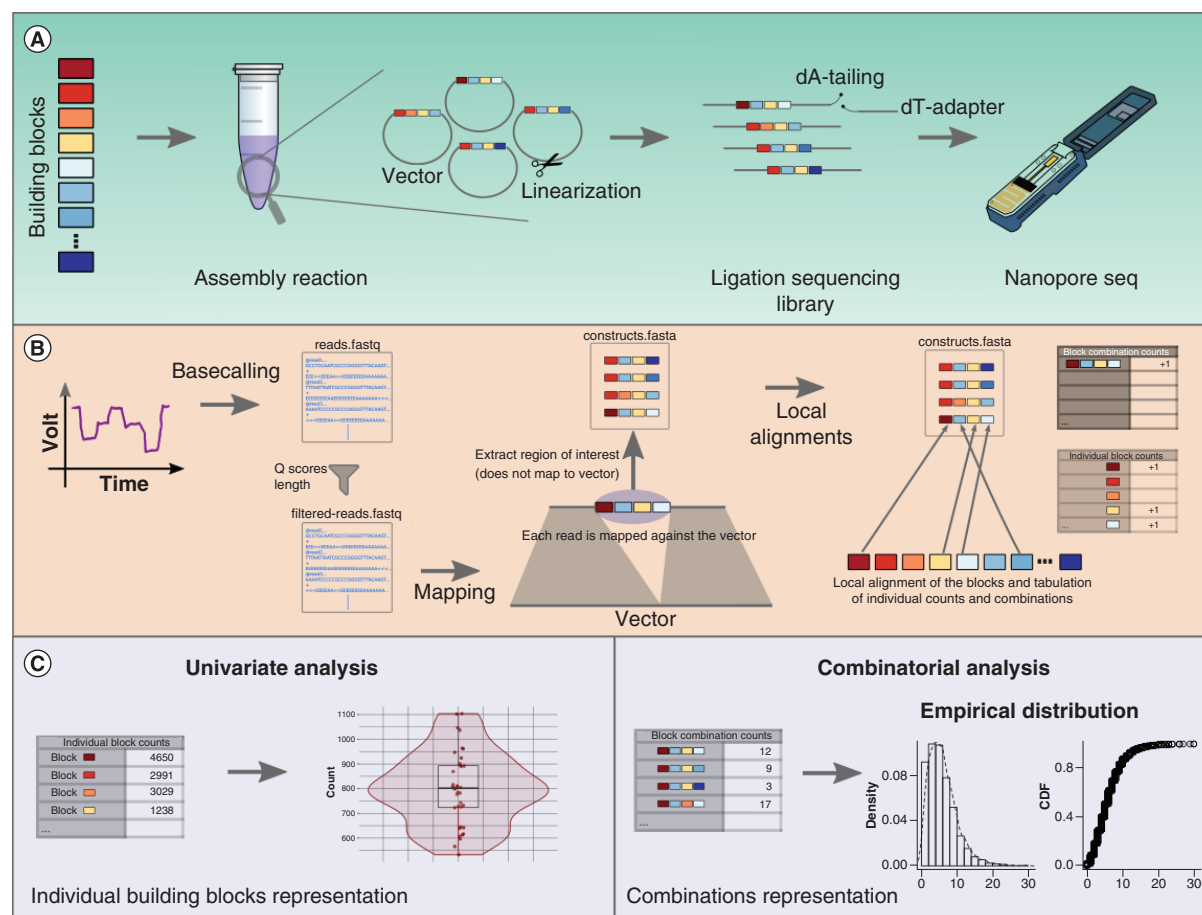 A
Building blocks
Assembly reaction
Vector
Linearization
dA-tailing
dT-adapter
Ligation sequencing
library
Nanopore seq
B
Volt
Time
Basecalling
reads.fastq
Q scores
length
filtered-reads.fastq
Mapping
constructs.fasta
Extract region of interest
(does not map to vector)
Each read is mapped against the vector
Vector
Local
alignments
constructs.fasta
Local alignment of the blocks and tabulation
of individual counts and combinations
Block combination counts
+1
...
Individual block counts
+1
+1
... +1
C
Univariate analysis
Individual block counts
Block 4650
Block 2991
Block 3029
Block 1238
...
Count
1100
1000
900
800
700
600
Individual building blocks representation
Combinatorial analysis
Block combination counts
12
9
3
17
...
Empirical distribution
Density
0.08
0.04
0.00
0 10 20 30
CDF
0.8
0.4
0.0
0 10 20 30
Combinations representation